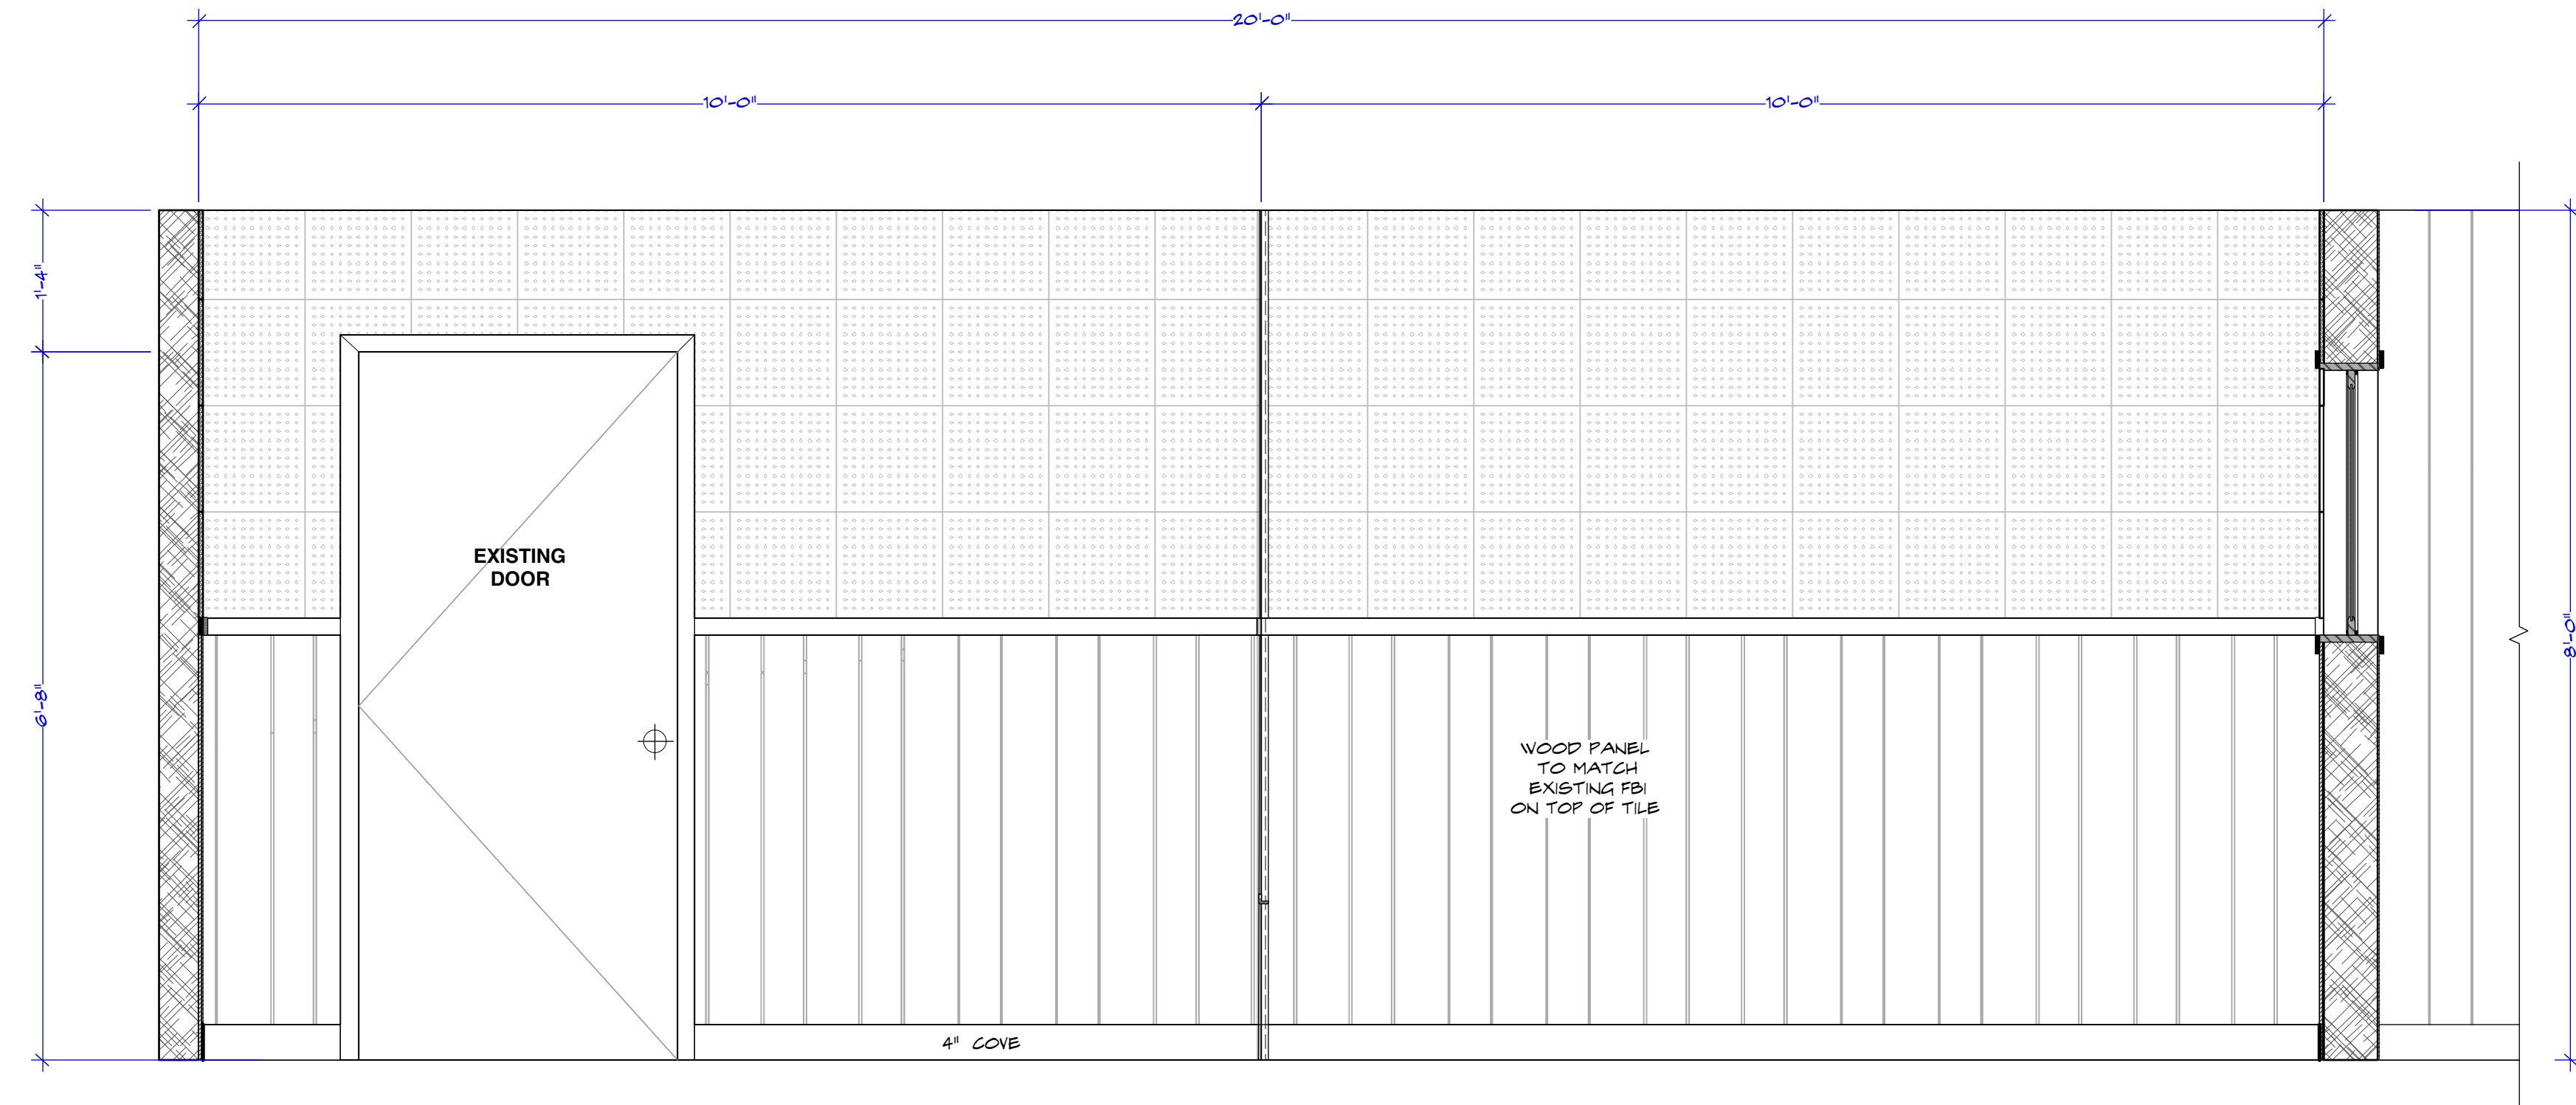 20'-0"
10'-0"
10'-0"
1'-4"
6'-8"
8'-0"
EXISTING
DOOR
WOOD PANEL
TO MATCH
EXISTING FBI
ON TOP OF TILE
4" COVE